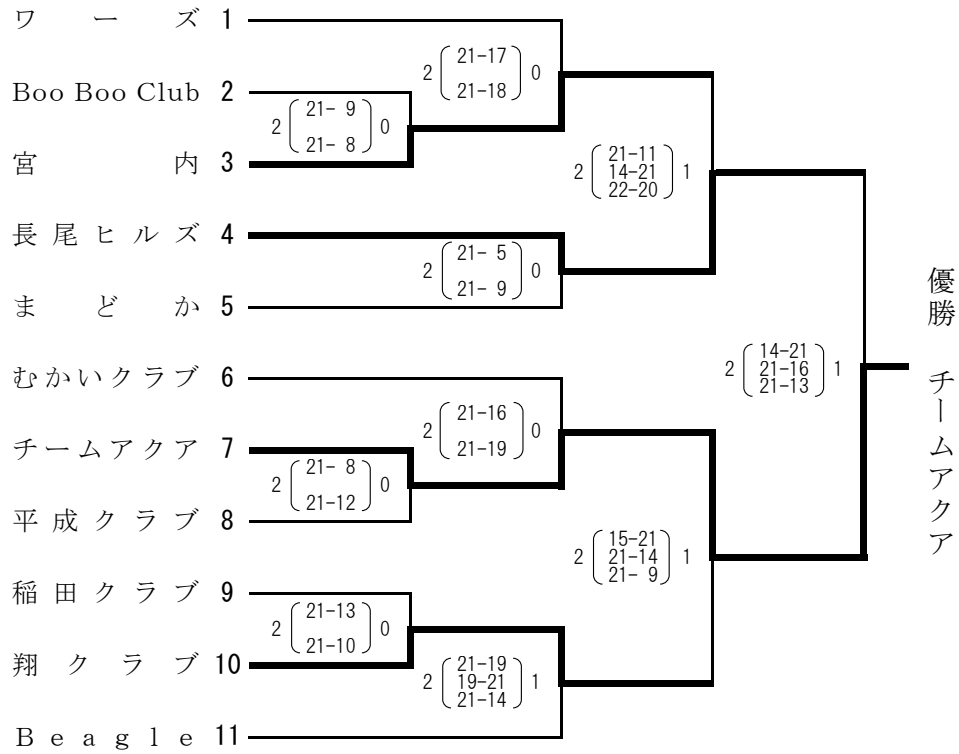 ワーズ 1
2 21-17 0
21-18
Boo Boo Club 2
2 21- 9 0
21- 8
宮内 3
2 21-11 1
14-21
22-20
長尾ヒルズ 4
2 21- 5 0
21- 9
まどか 5
2 14-21 1
21-16
21-13
優勝 チームアクア
むかいクラブ 6
2 21-16 0
21-19
チームアクア 7
2 21- 8 0
21-12
平成クラブ 8
2 15-21 1
21-14
21- 9
稲田クラブ 9
2 21-13 0
21-10
翔クラブ 10
2 21-19 1
19-21
21-14
Beagle 11